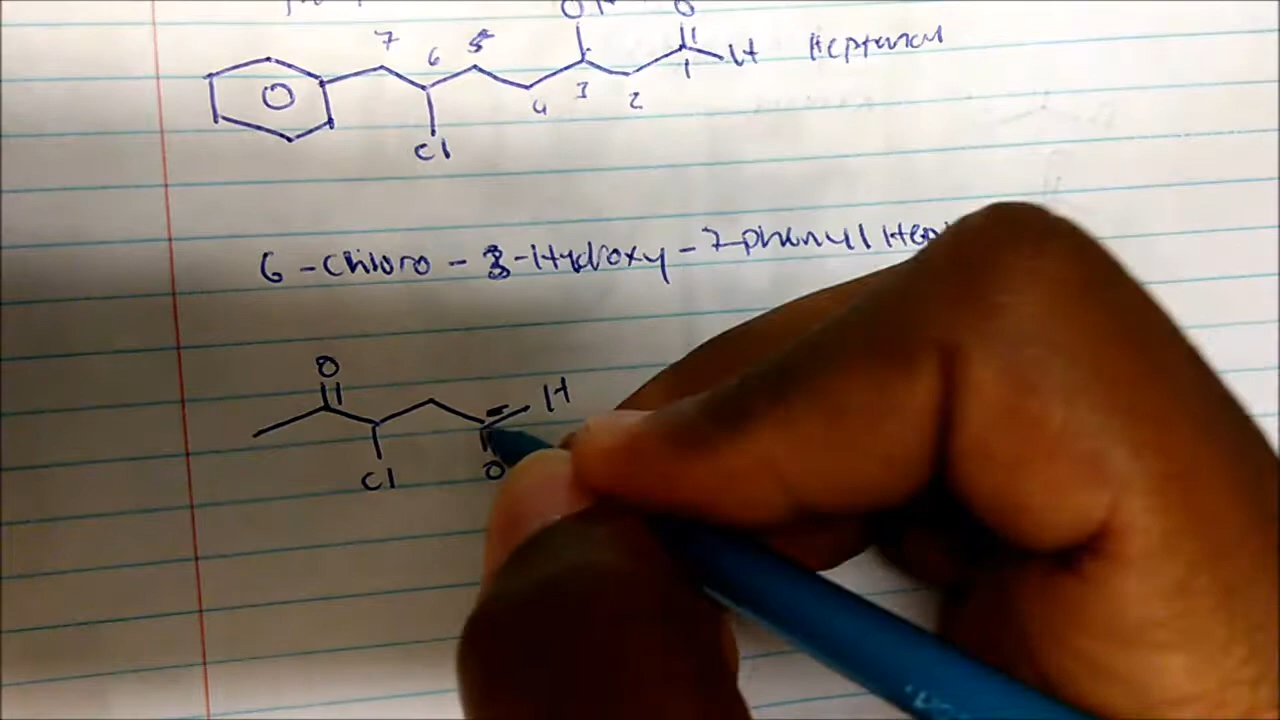 OH O
7 6 5 H Heptanal
O 4 3 2 1
Cl
6-Chloro-3-Hydroxy-7-phenyl
O H
Cl O